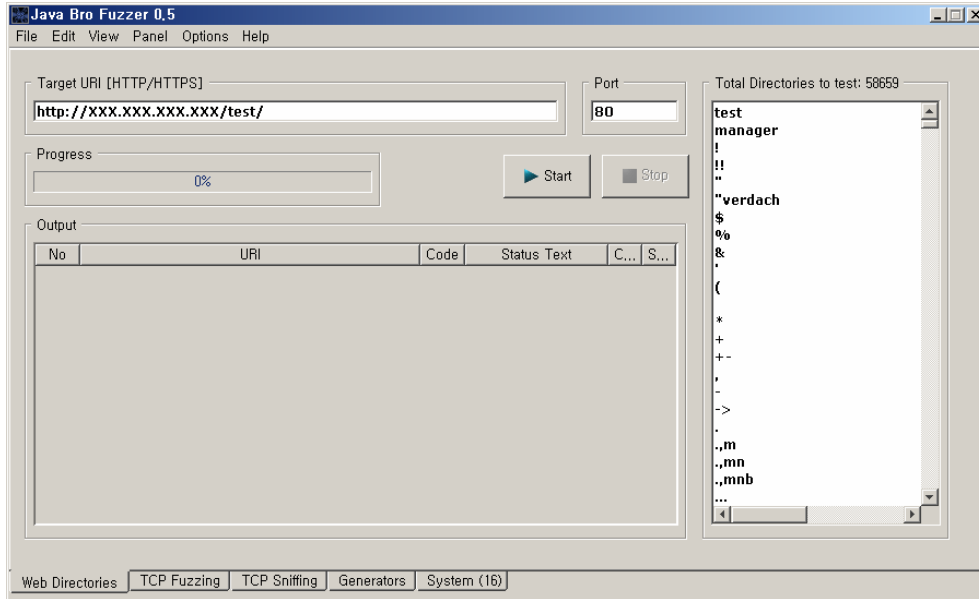 Java Bro Fuzzer 0,5
File Edit View Panel Options Help
Target URI [HTTP/HTTPS]
http://XXX.XXX.XXX.XXX/test/
Port
80
Progress
0%
Start
Stop
Output
No URI Code Status Text C... S...
Total Directories to test: 58659
test
manager
!
!!
"
"verdach
$
%
&
'
(
*
+
+-
,
-
->
.
.,m
.,mn
.,mnb
...
Web Directories TCP Fuzzing TCP Sniffing Generators System (16)